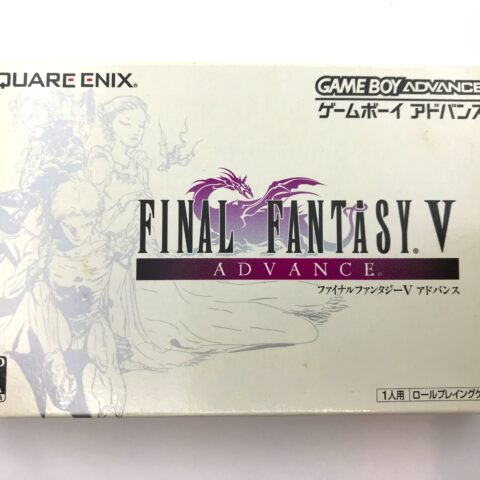 QUARE ENIX®
GAME BOY ADVANCE
ゲームボーイ アドバンス
FINAL FANTASY® V
ADVANCE®
ファイナルファンタジーV アドバンス
1人用 ロールプレイングゲ